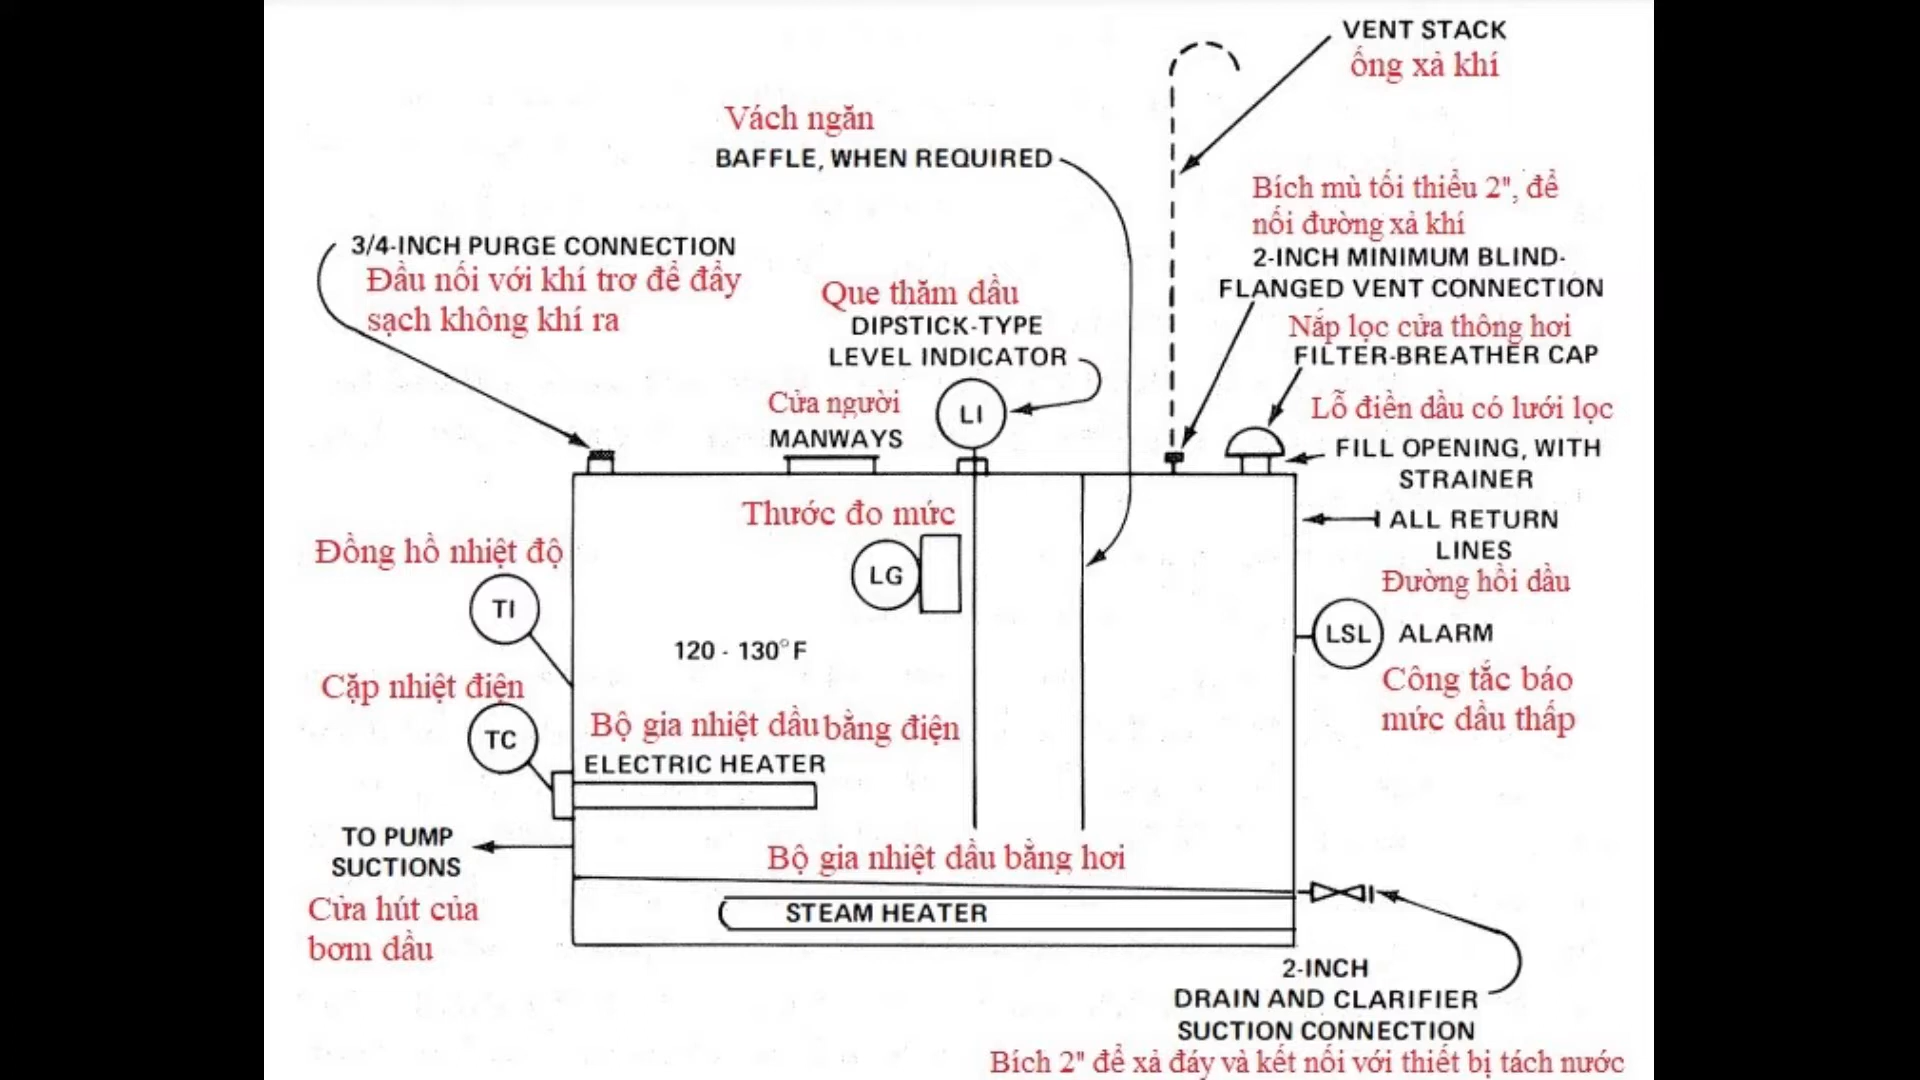 VENT STACK
ống xả khí
Vách ngăn
BAFFLE, WHEN REQUIRED
Bích mù tối thiểu 2", để
nối đường xả khí
2-INCH MINIMUM BLIND-
FLANGED VENT CONNECTION
3/4-INCH PURGE CONNECTION
Đầu nối với khí trơ để đẩy
sạch không khí ra
Que thăm dầu
DIPSTICK-TYPE
LEVEL INDICATOR
Nắp lọc cửa thông hơi
FILTER-BREATHER CAP
Cửa người
MANWAYS
LI
Lỗ điền dầu có lưới lọc
FILL OPENING, WITH
STRAINER
Thước đo mức
LG
ALL RETURN
LINES
Đường hồi dầu
Đồng hồ nhiệt độ
TI
120 - 130°F
LSL
ALARM
Công tắc báo
mức dầu thấp
Cặp nhiệt điện
TC
Bộ gia nhiệt dầu bằng điện
ELECTRIC HEATER
TO PUMP
SUCTIONS
Cửa hút của
bơm dầu
Bộ gia nhiệt dầu bằng hơi
STEAM HEATER
2-INCH
DRAIN AND CLARIFIER
SUCTION CONNECTION
Bích 2" để xả đáy và kết nối với thiết bị tách nước